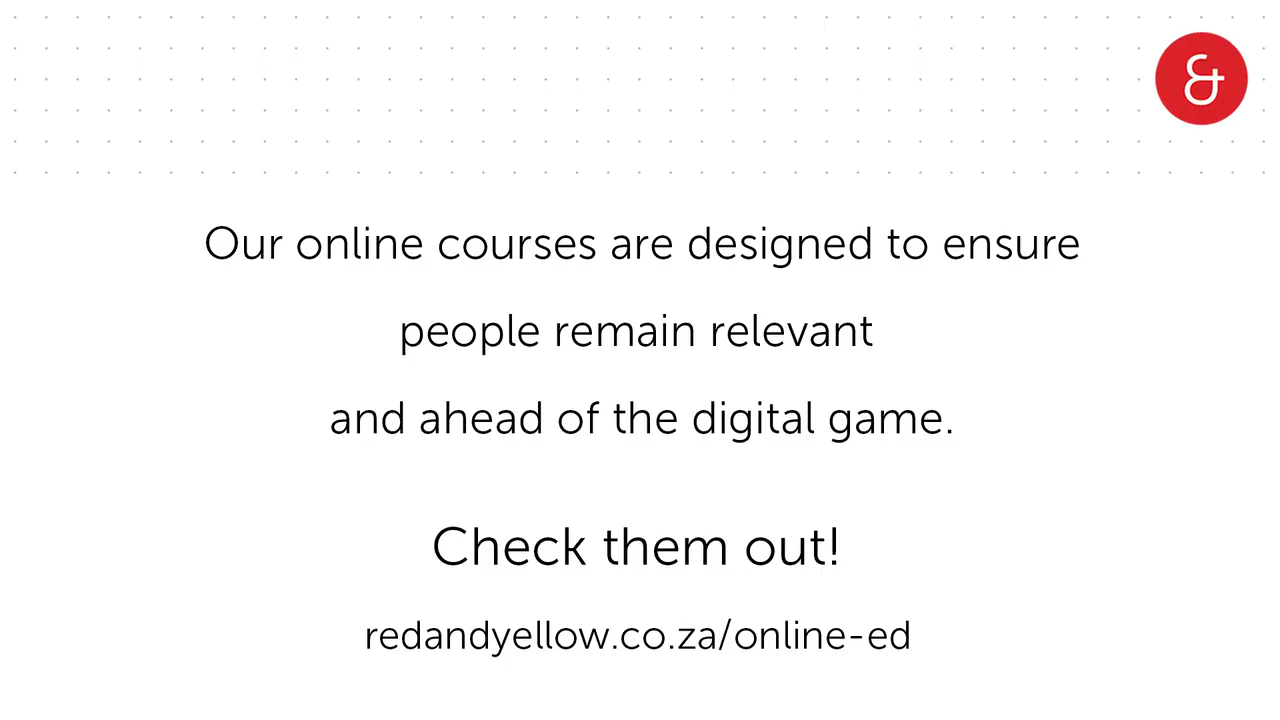 &
Our online courses are designed to ensure
people remain relevant
and ahead of the digital game.
Check them out!
redandyellow.co.za/online-ed